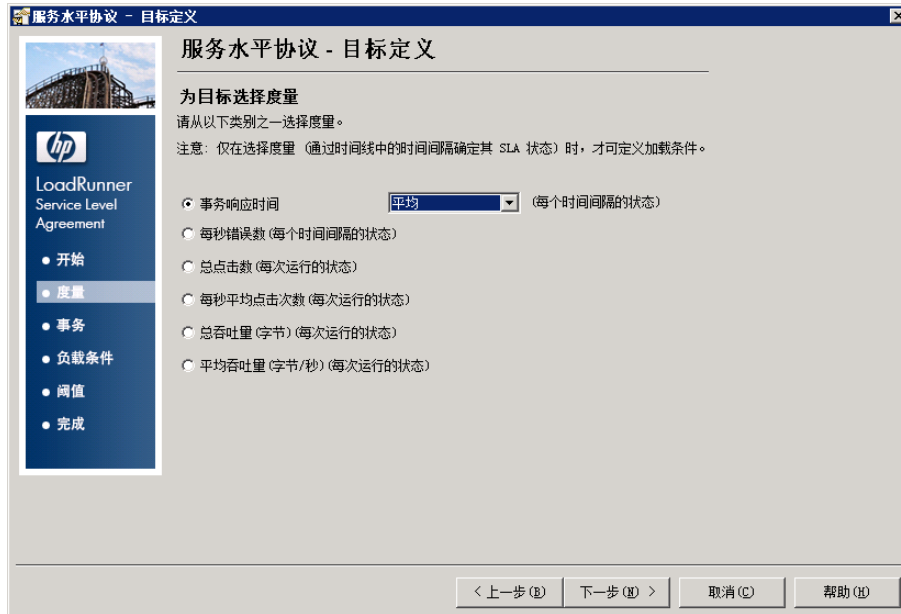 服务水平协议 - 目标定义
服务水平协议 - 目标定义
为目标选择度量
请从以下类别之一选择度量。
注意: 仅在选择度量 (通过时间线中的时间间隔确定其 SLA 状态) 时，才可定义加载条件。
hp
LoadRunner
Service Level
Agreement
开始
度量
事务
负载条件
阈值
完成
事务响应时间 平均 (每个时间间隔的状态)
每秒错误数(每个时间间隔的状态)
总点击数(每次运行的状态)
每秒平均点击次数(每次运行的状态)
总吞吐量(字节)(每次运行的状态)
平均吞吐量(字节/秒)(每次运行的状态)
< 上一步(B) 下一步(N) > 取消(C) 帮助(H)